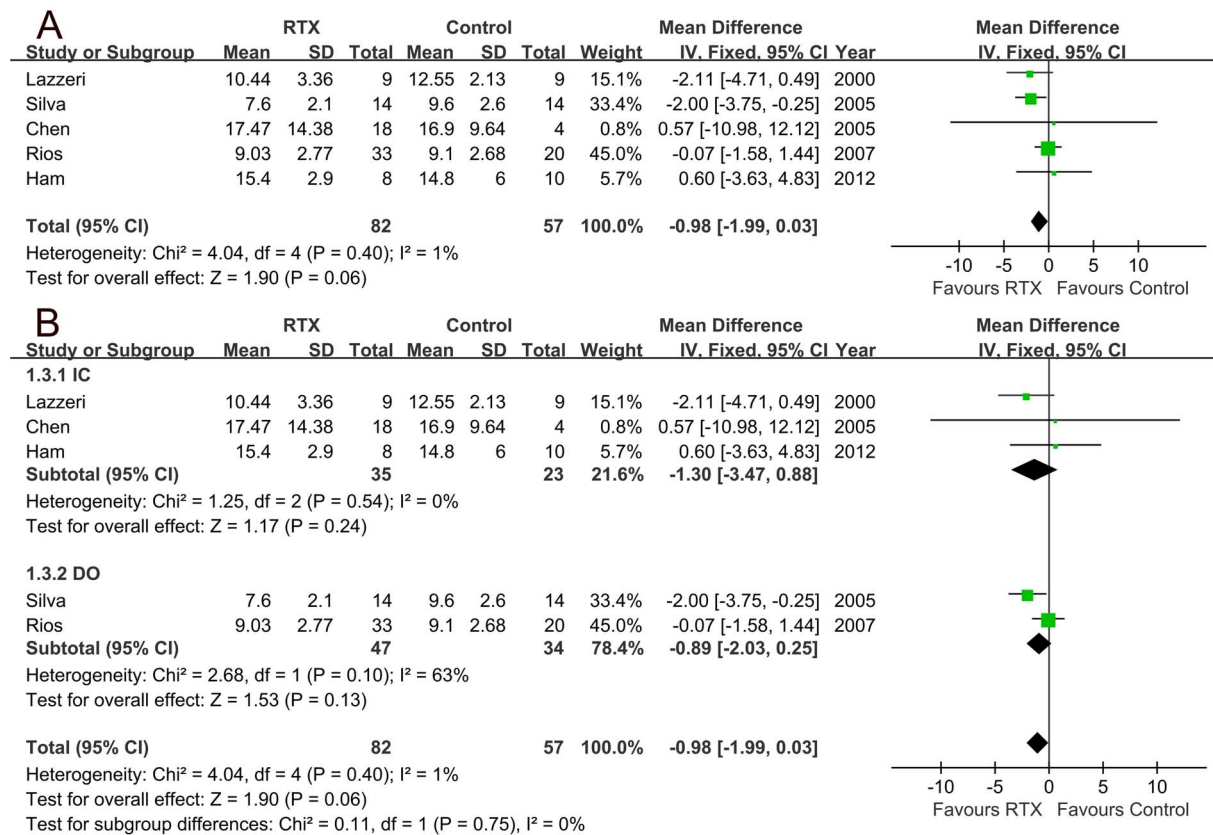 A
RTX Control Mean Difference Mean Difference
Study or Subgroup Mean SD Total Mean SD Total Weight IV, Fixed, 95% CI Year IV, Fixed, 95% CI
Lazzeri 10.44 3.36 9 12.55 2.13 9 15.1% -2.11 [-4.71, 0.49] 2000
Silva 7.6 2.1 14 9.6 2.6 14 33.4% -2.00 [-3.75, -0.25] 2005
Chen 17.47 14.38 18 16.9 9.64 4 0.8% 0.57 [-10.98, 12.12] 2005
Rios 9.03 2.77 33 9.1 2.68 20 45.0% -0.07 [-1.58, 1.44] 2007
Ham 15.4 2.9 8 14.8 6 10 5.7% 0.60 [-3.63, 4.83] 2012
Total (95% CI) 82 57 100.0% -0.98 [-1.99, 0.03]
Heterogeneity: Chi² = 4.04, df = 4 (P = 0.40); I² = 1%
Test for overall effect: Z = 1.90 (P = 0.06)
-10 -5 0 5 10
Favours RTX Favours Control
B
RTX Control Mean Difference Mean Difference
Study or Subgroup Mean SD Total Mean SD Total Weight IV, Fixed, 95% CI Year IV, Fixed, 95% CI
1.3.1 IC
Lazzeri 10.44 3.36 9 12.55 2.13 9 15.1% -2.11 [-4.71, 0.49] 2000
Chen 17.47 14.38 18 16.9 9.64 4 0.8% 0.57 [-10.98, 12.12] 2005
Ham 15.4 2.9 8 14.8 6 10 5.7% 0.60 [-3.63, 4.83] 2012
Subtotal (95% CI) 35 23 21.6% -1.30 [-3.47, 0.88]
Heterogeneity: Chi² = 1.25, df = 2 (P = 0.54); I² = 0%
Test for overall effect: Z = 1.17 (P = 0.24)
1.3.2 DO
Silva 7.6 2.1 14 9.6 2.6 14 33.4% -2.00 [-3.75, -0.25] 2005
Rios 9.03 2.77 33 9.1 2.68 20 45.0% -0.07 [-1.58, 1.44] 2007
Subtotal (95% CI) 47 34 78.4% -0.89 [-2.03, 0.25]
Heterogeneity: Chi² = 2.68, df = 1 (P = 0.10); I² = 63%
Test for overall effect: Z = 1.53 (P = 0.13)
Total (95% CI) 82 57 100.0% -0.98 [-1.99, 0.03]
Heterogeneity: Chi² = 4.04, df = 4 (P = 0.40); I² = 1%
Test for overall effect: Z = 1.90 (P = 0.06)
Test for subgroup differences: Chi² = 0.11, df = 1 (P = 0.75), I² = 0%
-10 -5 0 5 10
Favours RTX Favours Control